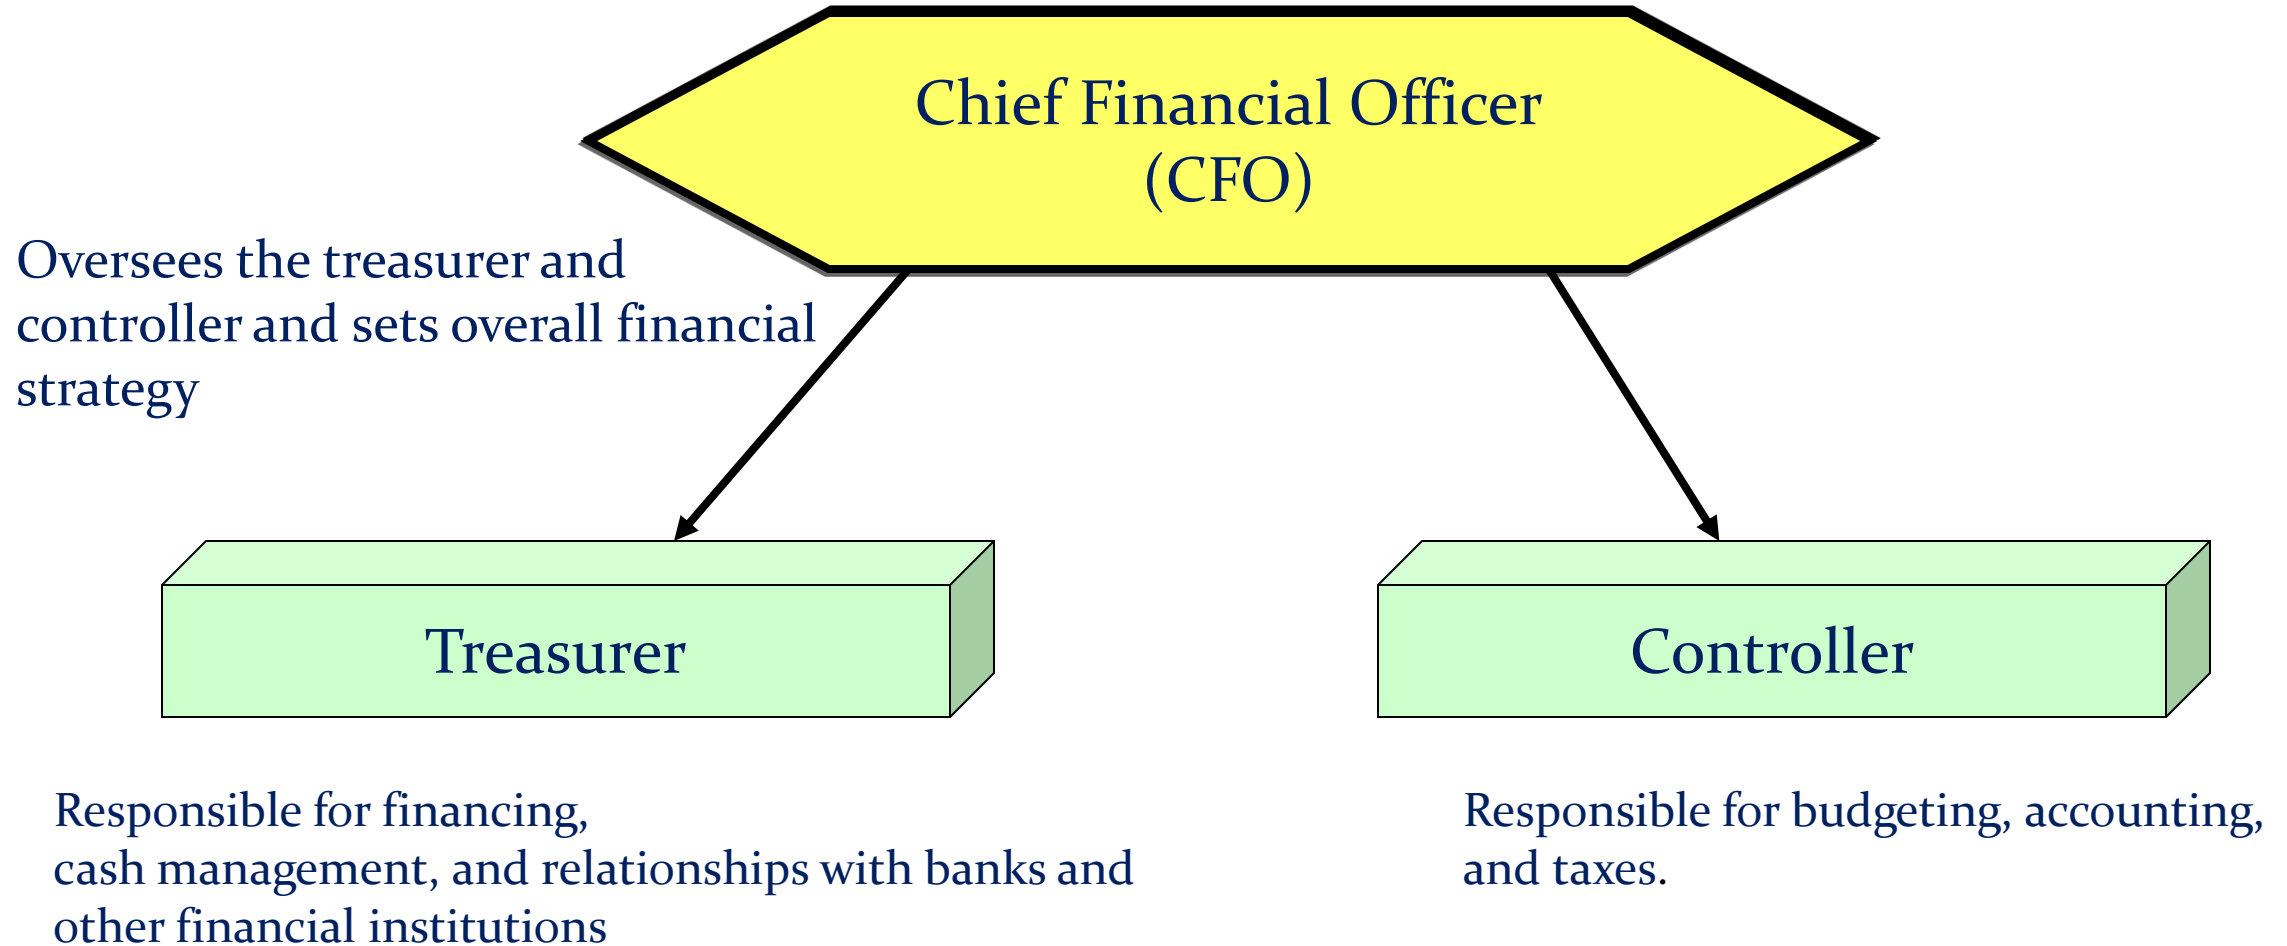 Chief Financial Officer
(CFO)
Oversees the treasurer and
controller and sets overall financial
strategy
Treasurer
Controller
Responsible for financing,
cash management, and relationships with banks and
other financial institutions
Responsible for budgeting, accounting,
and taxes.